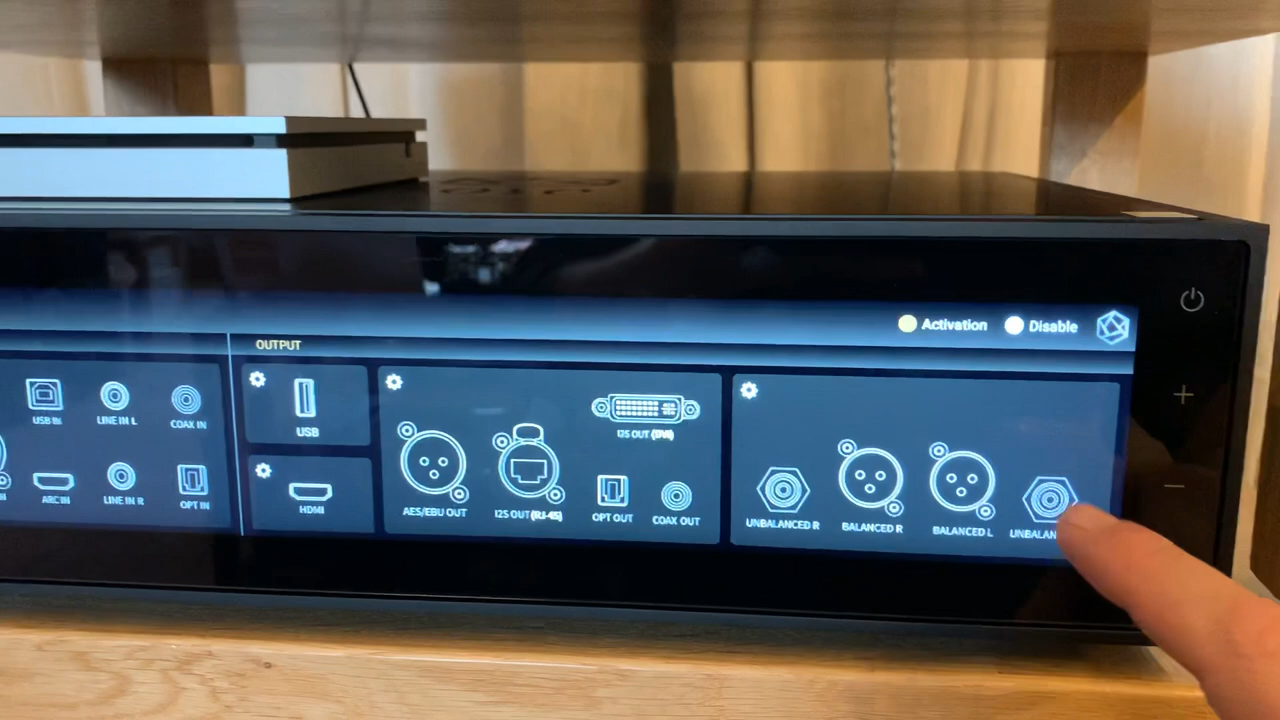 Activation
Disable
OUTPUT
USB IN
LINE IN L
COAX IN
ARC IN
LINE IN R
OPT IN
USB
HDMI
AES/EBU OUT
I2S OUT (RJ-45)
I2S OUT (DVI)
OPT OUT
COAX OUT
UNBALANCED R
BALANCED R
BALANCED L